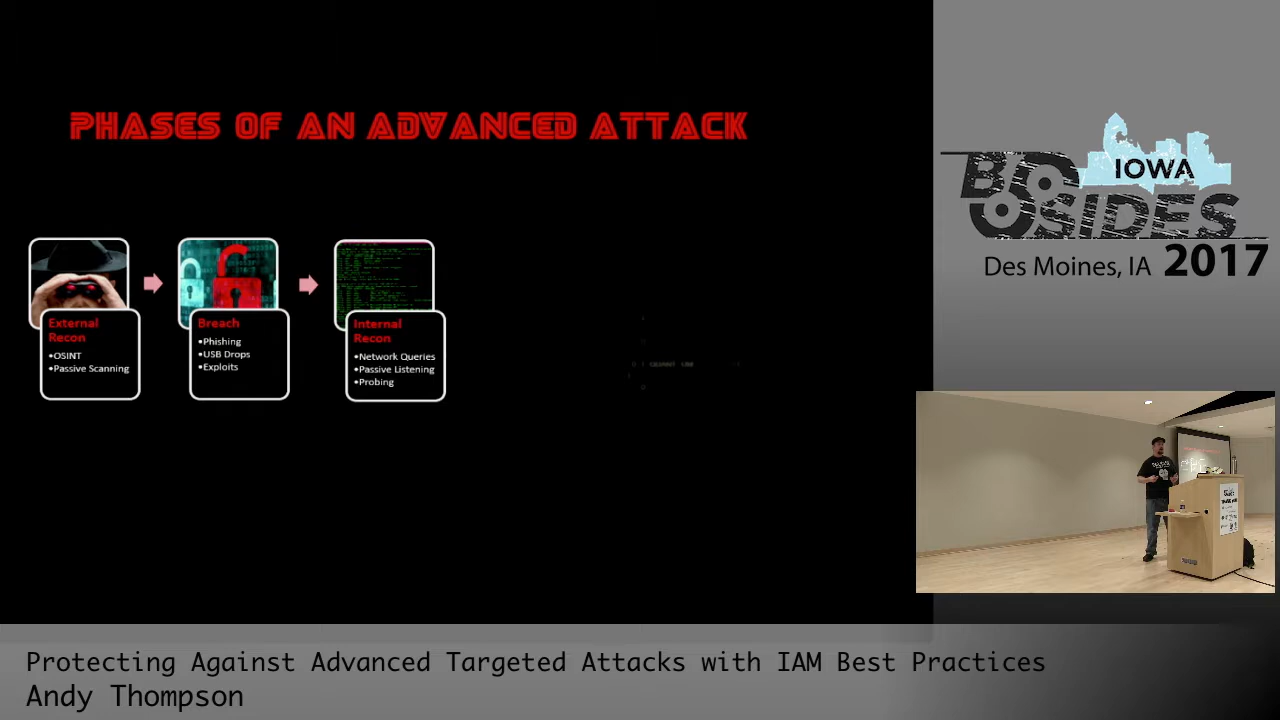 PHASES OF AN ADVANCED ATTACK
External
Recon
•OSINT
•Passive Scanning
Breach
•Phishing
•USB Drops
•Exploits
Internal
Recon
•Network Queries
•Passive Listening
•Probing
IOWA
BSIDES
Des Moines, IA 2017
Protecting Against Advanced Targeted Attacks with IAM Best Practices
Andy Thompson